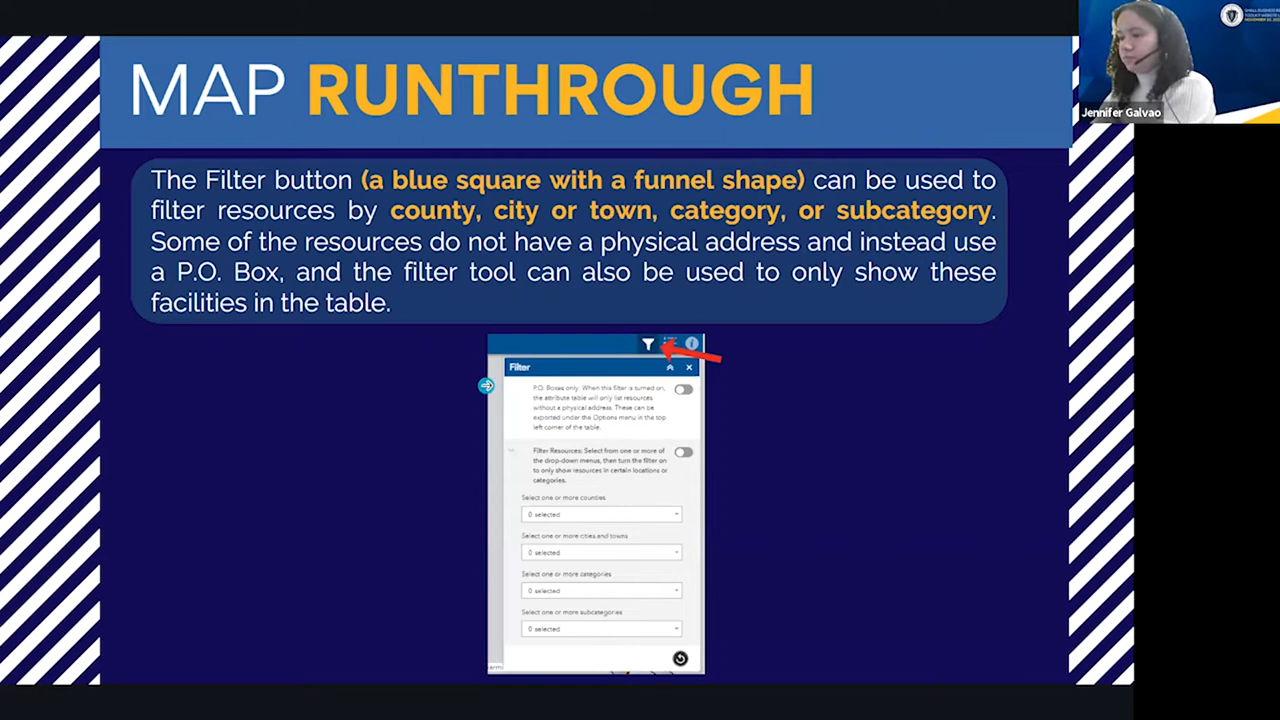 MAP RUNTHROUGH
The Filter button (a blue square with a funnel shape) can be used to
filter resources by county, city or town, category, or subcategory.
Some of the resources do not have a physical address and instead use
a P.O. Box, and the filter tool can also be used to only show these
facilities in the table.
Filter
P.O. Boxes only: When this filter is turned on,
the attribute table will only list resources
without a physical address. These can be
exported under the Options menu in the top
left corner of the table.
Filter Resources: Select from one or more of
the drop-down menus, then turn the filter on
to only show resources in certain locations or
categories.
Select one or more counties
0 selected
Select one or more cities and towns
0 selected
Select one or more categories
0 selected
Select one or more subcategories
0 selected
Jennifer Galvao